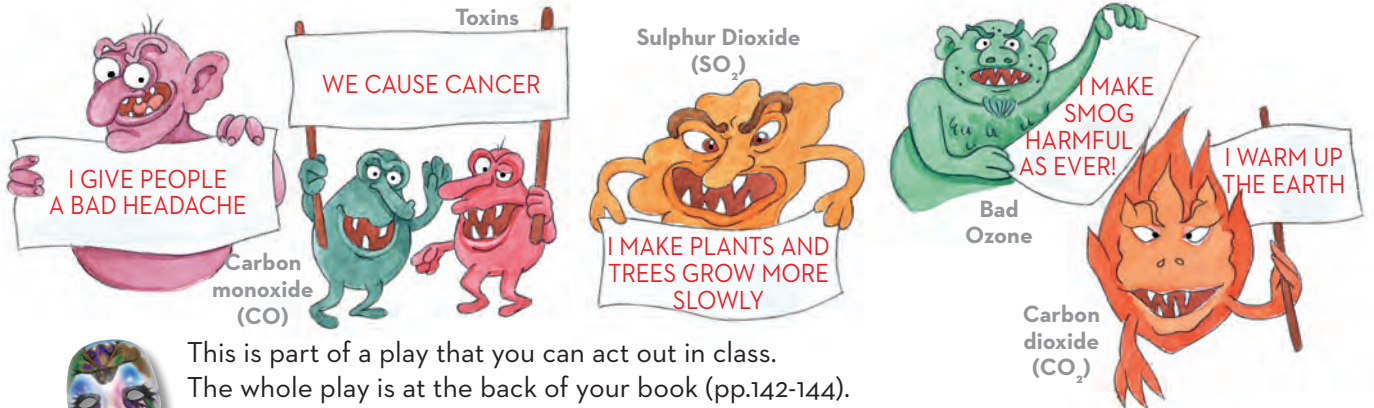 Toxins
WE CAUSE CANCER
I GIVE PEOPLE
A BAD HEADACHE
Carbon
monoxide
(CO)
Sulphur Dioxide
(SO₂)
I MAKE PLANTS AND
TREES GROW MORE
SLOWLY
I MAKE
SMOG
HARMFUL
AS EVER!
Bad
Ozone
I WARM UP
THE EARTH
Carbon
dioxide
(CO₂)
This is part of a play that you can act out in class.
The whole play is at the back of your book (pp.142-144).